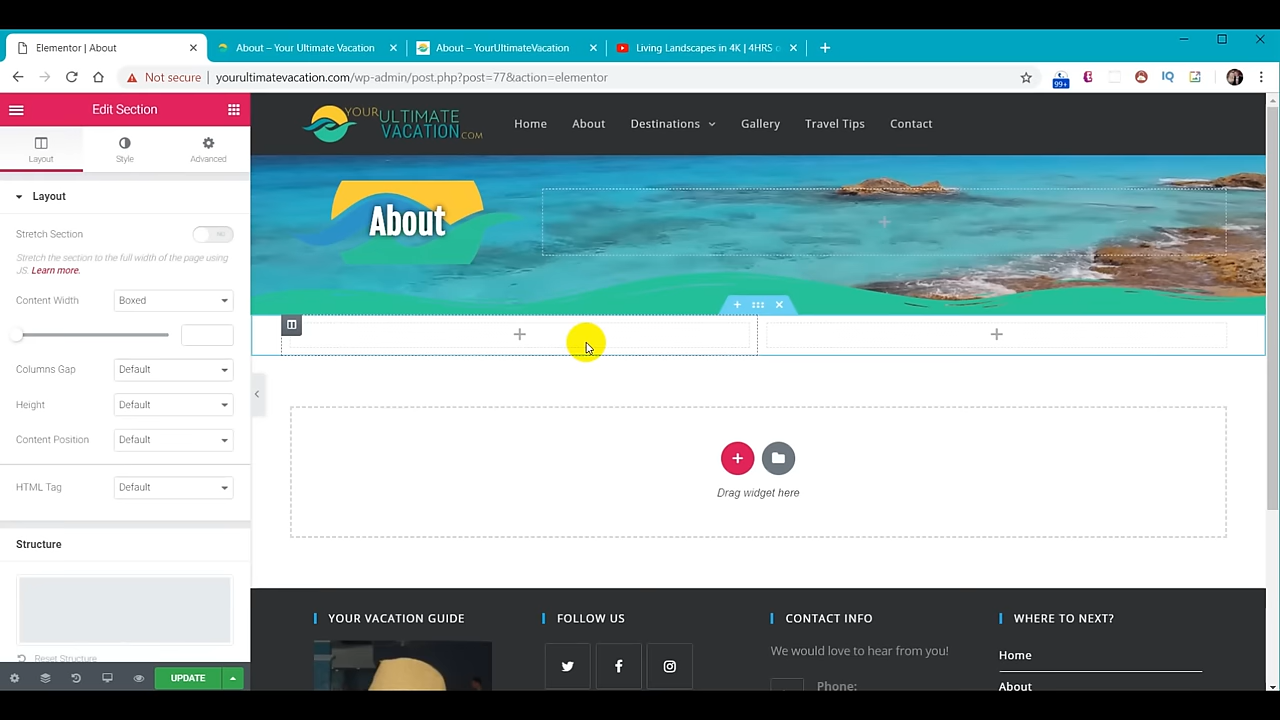 Elementor | About
About – Your Ultimate Vacation
About – YourUltimateVacation
Living Landscapes in 4K | 4HRS
Not secure | yourultimatevacation.com/wp-admin/post.php?post=77&action=elementor
99+
IQ
Edit Section
Layout
Style
Advanced
Layout
Stretch Section
NO
Stretch the section to the full width of the page using
JS. Learn more.
Content Width
Boxed
Columns Gap
Default
Height
Default
Content Position
Default
HTML Tag
Default
Structure
Reset Structure
UPDATE
YOUR ULTIMATE
VACATION.COM
Home
About
Destinations
Gallery
Travel Tips
Contact
About
Drag widget here
YOUR VACATION GUIDE
FOLLOW US
CONTACT INFO
We would love to hear from you!
Phone:
WHERE TO NEXT?
Home
About